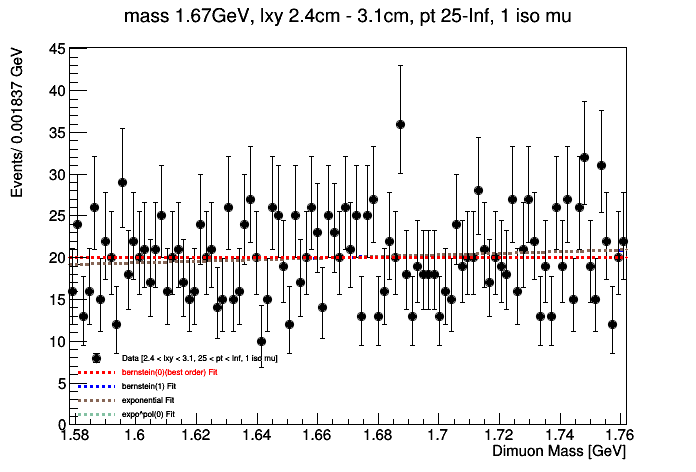 mass 1.67GeV, lxy 2.4cm - 3.1cm, pt 25-Inf, 1 iso mu
Events/ 0.001837 GeV
45
40
35
30
25
20
15
10
5
0
Data [2.4 < lxy < 3.1, 25 < pt < Inf, 1 iso mu]
bernstein(0)(best order) Fit
bernstein(1) Fit
exponential Fit
expo*pol(0) Fit
1.58 1.6 1.62 1.64 1.66 1.68 1.7 1.72 1.74 1.76
Dimuon Mass [GeV]